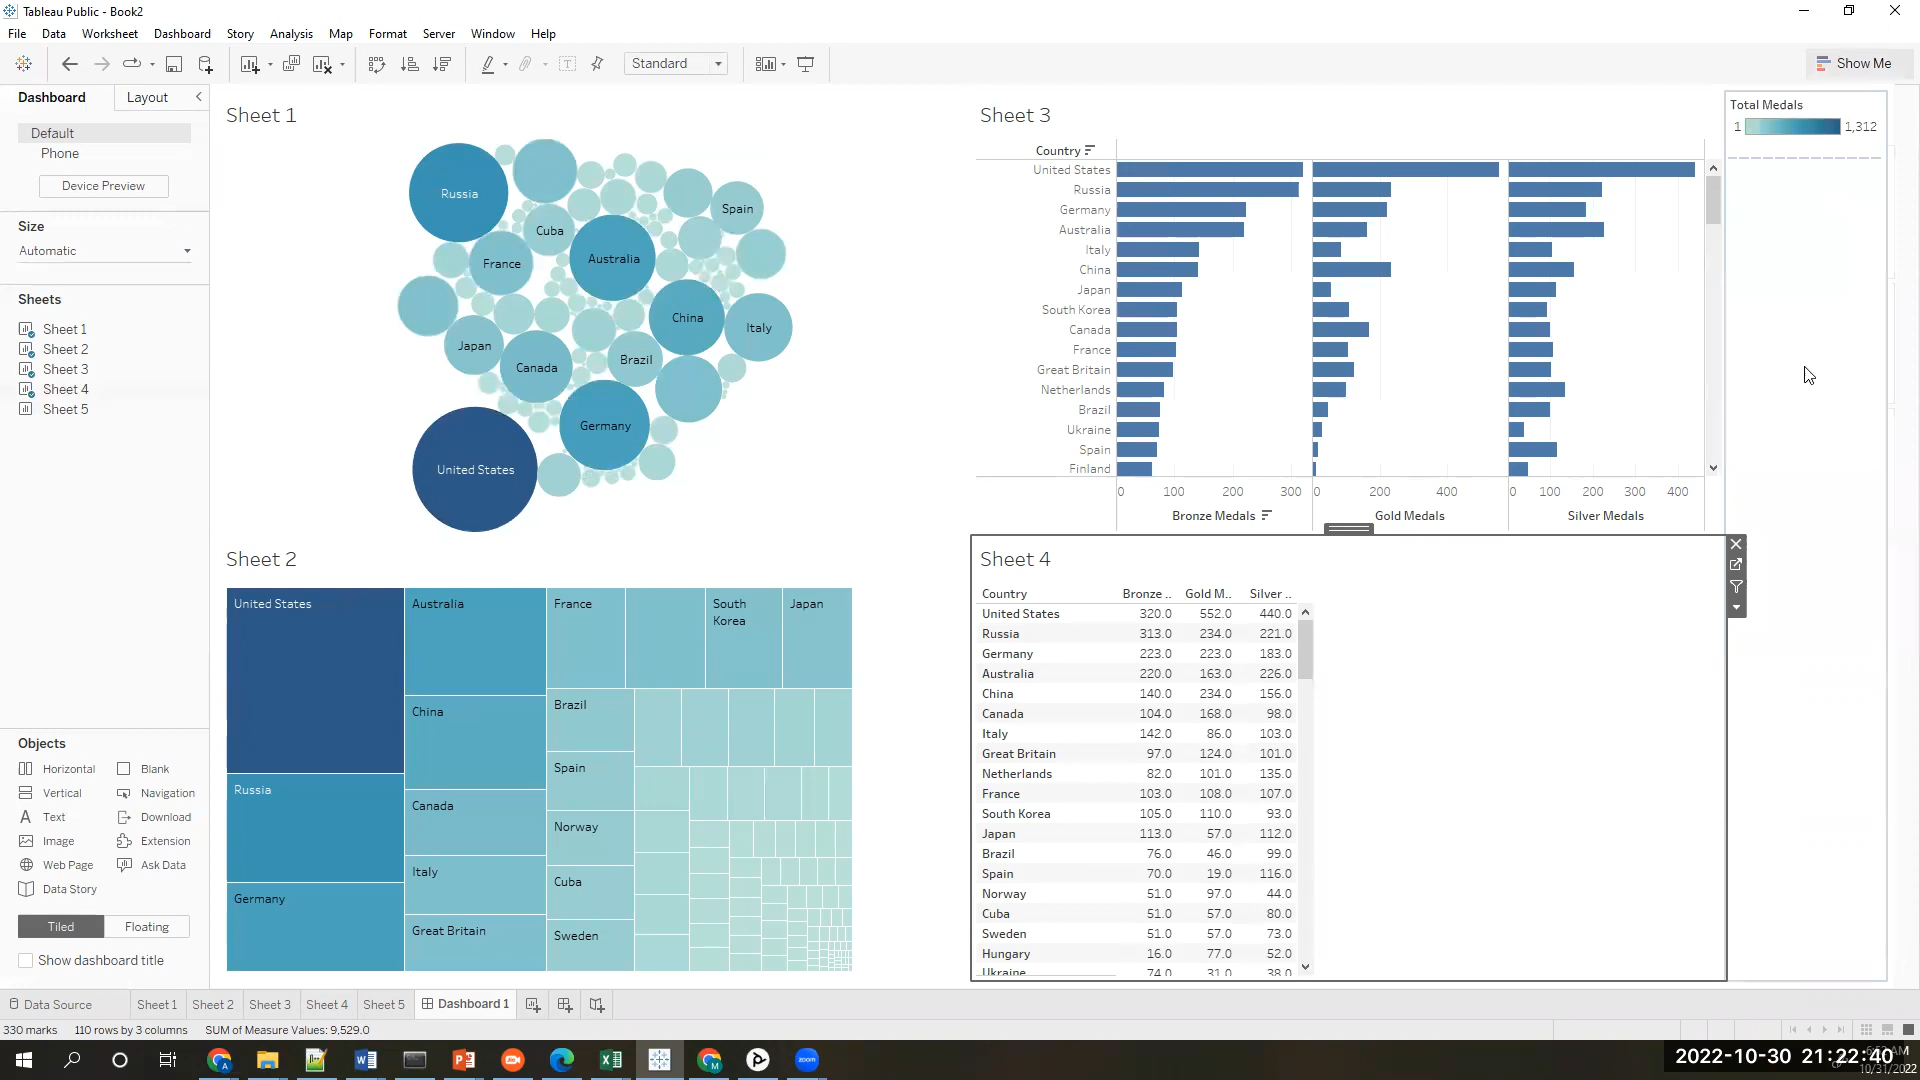 Tableau Public - Book2
File Data Worksheet Dashboard Story Analysis Map Format Server Window Help
Standard
Show Me
Dashboard Layout
Default
Phone
Device Preview
Size
Automatic
Sheets
Sheet 1
Sheet 2
Sheet 3
Sheet 4
Sheet 5
Objects
Horizontal Blank
Vertical Navigation
Text Download
Image Extension
Web Page Ask Data
Data Story
Tiled Floating
Show dashboard title
Sheet 1
Russia
Spain
Cuba
France
Australia
China
Italy
Japan
Brazil
Canada
Germany
United States
Sheet 2
United States
Australia
France
South
Korea
Japan
China
Brazil
Spain
Russia
Canada
Norway
Italy
Cuba
Germany
Great Britain
Sweden
Sheet 3
Country
United States
Russia
Germany
Australia
Italy
China
Japan
South Korea
Canada
France
Great Britain
Netherlands
Brazil
Ukraine
Spain
Finland
0 100 200 300 0 200 400 0 100 200 300 400
Bronze Medals Gold Medals Silver Medals
Total Medals
1 1,312
Sheet 4
Country Bronze .. Gold M.. Silver ..
United States 320.0 552.0 440.0
Russia 313.0 234.0 221.0
Germany 223.0 223.0 183.0
Australia 220.0 163.0 226.0
China 140.0 234.0 156.0
Canada 104.0 168.0 98.0
Italy 142.0 86.0 103.0
Great Britain 97.0 124.0 101.0
Netherlands 82.0 101.0 135.0
France 103.0 108.0 107.0
South Korea 105.0 110.0 93.0
Japan 113.0 57.0 112.0
Brazil 76.0 46.0 99.0
Spain 70.0 19.0 116.0
Norway 51.0 97.0 44.0
Cuba 51.0 57.0 80.0
Sweden 51.0 57.0 73.0
Hungary 16.0 77.0 52.0
Ukraine 74.0 31.0 38.0
Data Source Sheet 1 Sheet 2 Sheet 3 Sheet 4 Sheet 5 Dashboard 1
330 marks 110 rows by 3 columns SUM of Measure Values: 9,529.0
2022-10-30 21:22:40
10/31/2022